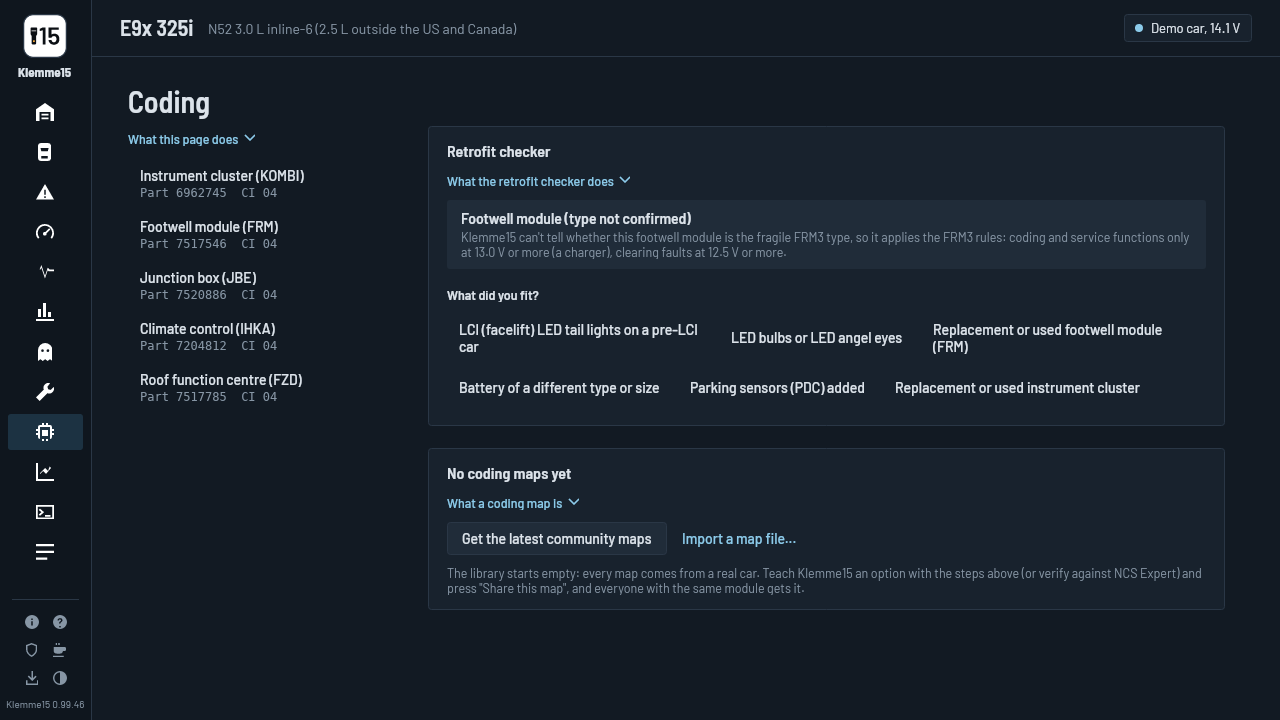 E9x 325i
N52 3.0 L inline-6 (2.5 L outside the US and Canada)
Demo car, 14.1 V
15
Klemme15
Coding
What this page does
Instrument cluster (KOMBI)
Part 6962745 CI 04
Footwell module (FRM)
Part 7517546 CI 04
Junction box (JBE)
Part 7520886 CI 04
Climate control (IHKA)
Part 7204812 CI 04
Roof function centre (FZD)
Part 7517785 CI 04
Retrofit checker
What the retrofit checker does
Footwell module (type not confirmed)
Klemme15 can't tell whether this footwell module is the fragile FRM3 type, so it applies the FRM3 rules: coding and service functions only
at 13.0 V or more (a charger), clearing faults at 12.5 V or more.
What did you fit?
LCI (facelift) LED tail lights on a pre-LCI
car
LED bulbs or LED angel eyes
Replacement or used footwell module
(FRM)
Battery of a different type or size
Parking sensors (PDC) added
Replacement or used instrument cluster
No coding maps yet
What a coding map is
Get the latest community maps
Import a map file...
The library starts empty: every map comes from a real car. Teach Klemme15 an option with the steps above (or verify against NCS Expert) and
press "Share this map", and everyone with the same module gets it.
Klemme15 0.99.46